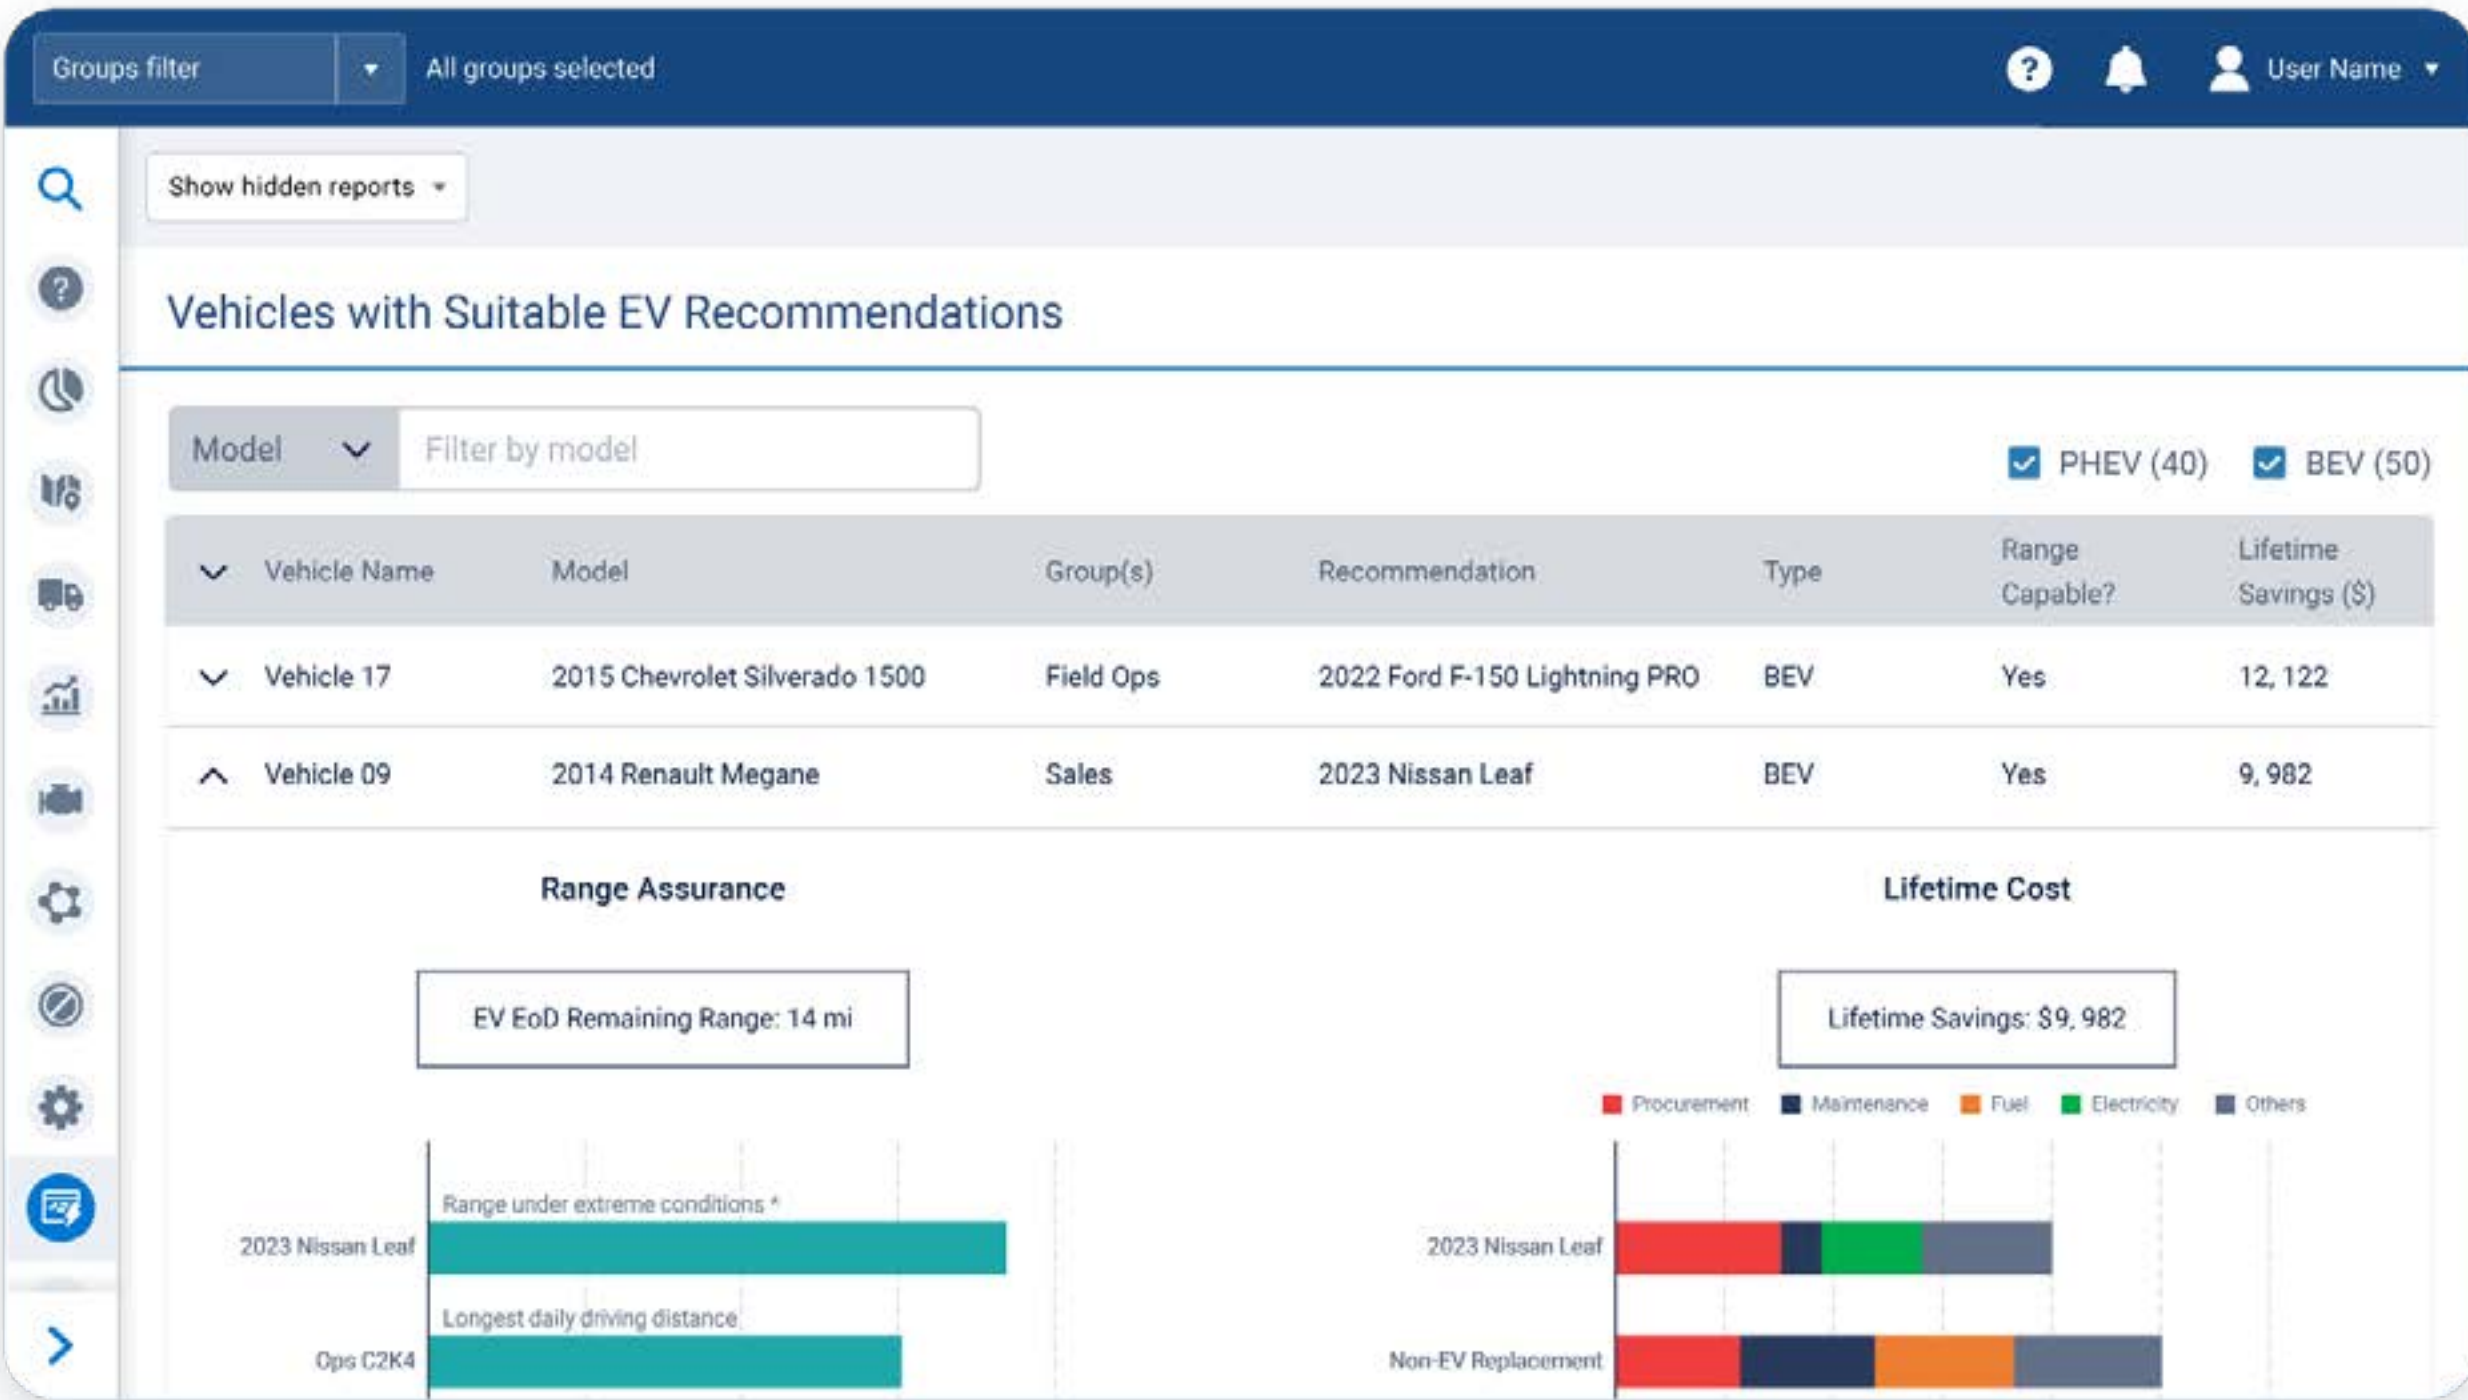 Groups filter
All groups selected
User Name
Show hidden reports
Vehicles with Suitable EV Recommendations
Model
Filter by model
PHEV (40)
BEV (50)
Vehicle Name Model Group(s) Recommendation Type Range Capable? Lifetime Savings ($)
Vehicle 17 2015 Chevrolet Silverado 1500 Field Ops 2022 Ford F-150 Lightning PRO BEV Yes 12, 122
Vehicle 09 2014 Renault Megane Sales 2023 Nissan Leaf BEV Yes 9, 982
Range Assurance
EV EoD Remaining Range: 14 mi
Range under extreme conditions *
2023 Nissan Leaf
Longest daily driving distance
Ops C2K4
Lifetime Cost
Lifetime Savings: $9, 982
Procurement Maintenance Fuel Electricity Others
2023 Nissan Leaf
Non-EV Replacement